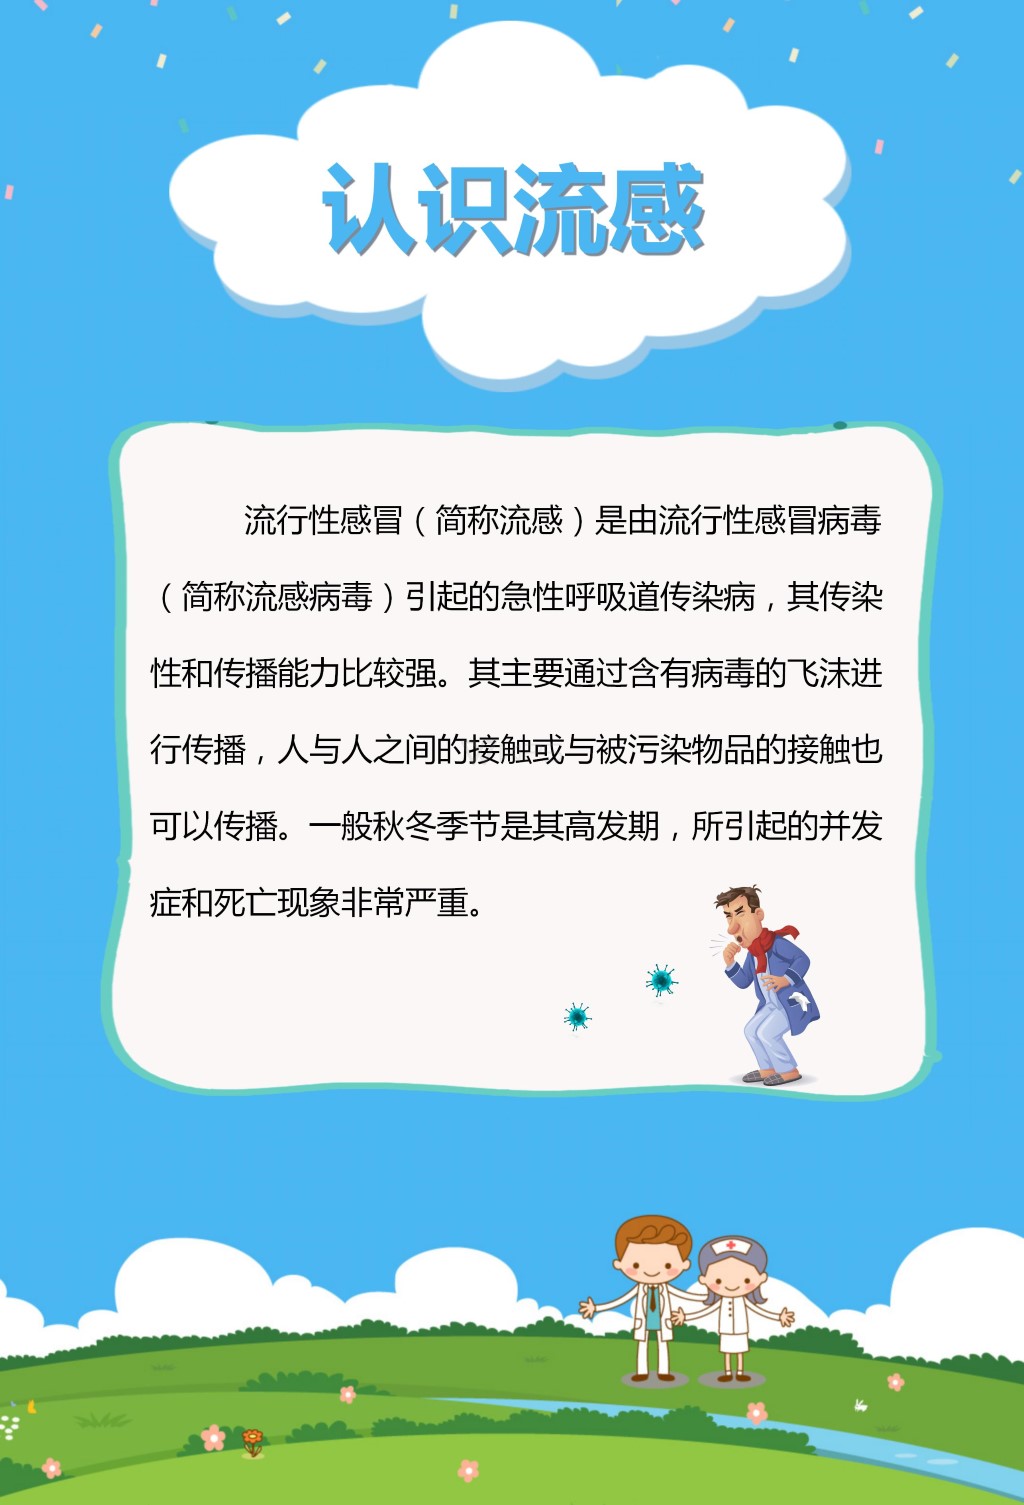 认识流感
流行性感冒（简称流感）是由流行性感冒病毒
（简称流感病毒）引起的急性呼吸道传染病，其传染
性和传播能力比较强。其主要通过含有病毒的飞沫进
行传播，人与人之间的接触或与被污染物品的接触也
可以传播。一般秋冬季节是其高发期，所引起的并发
症和死亡现象非常严重。